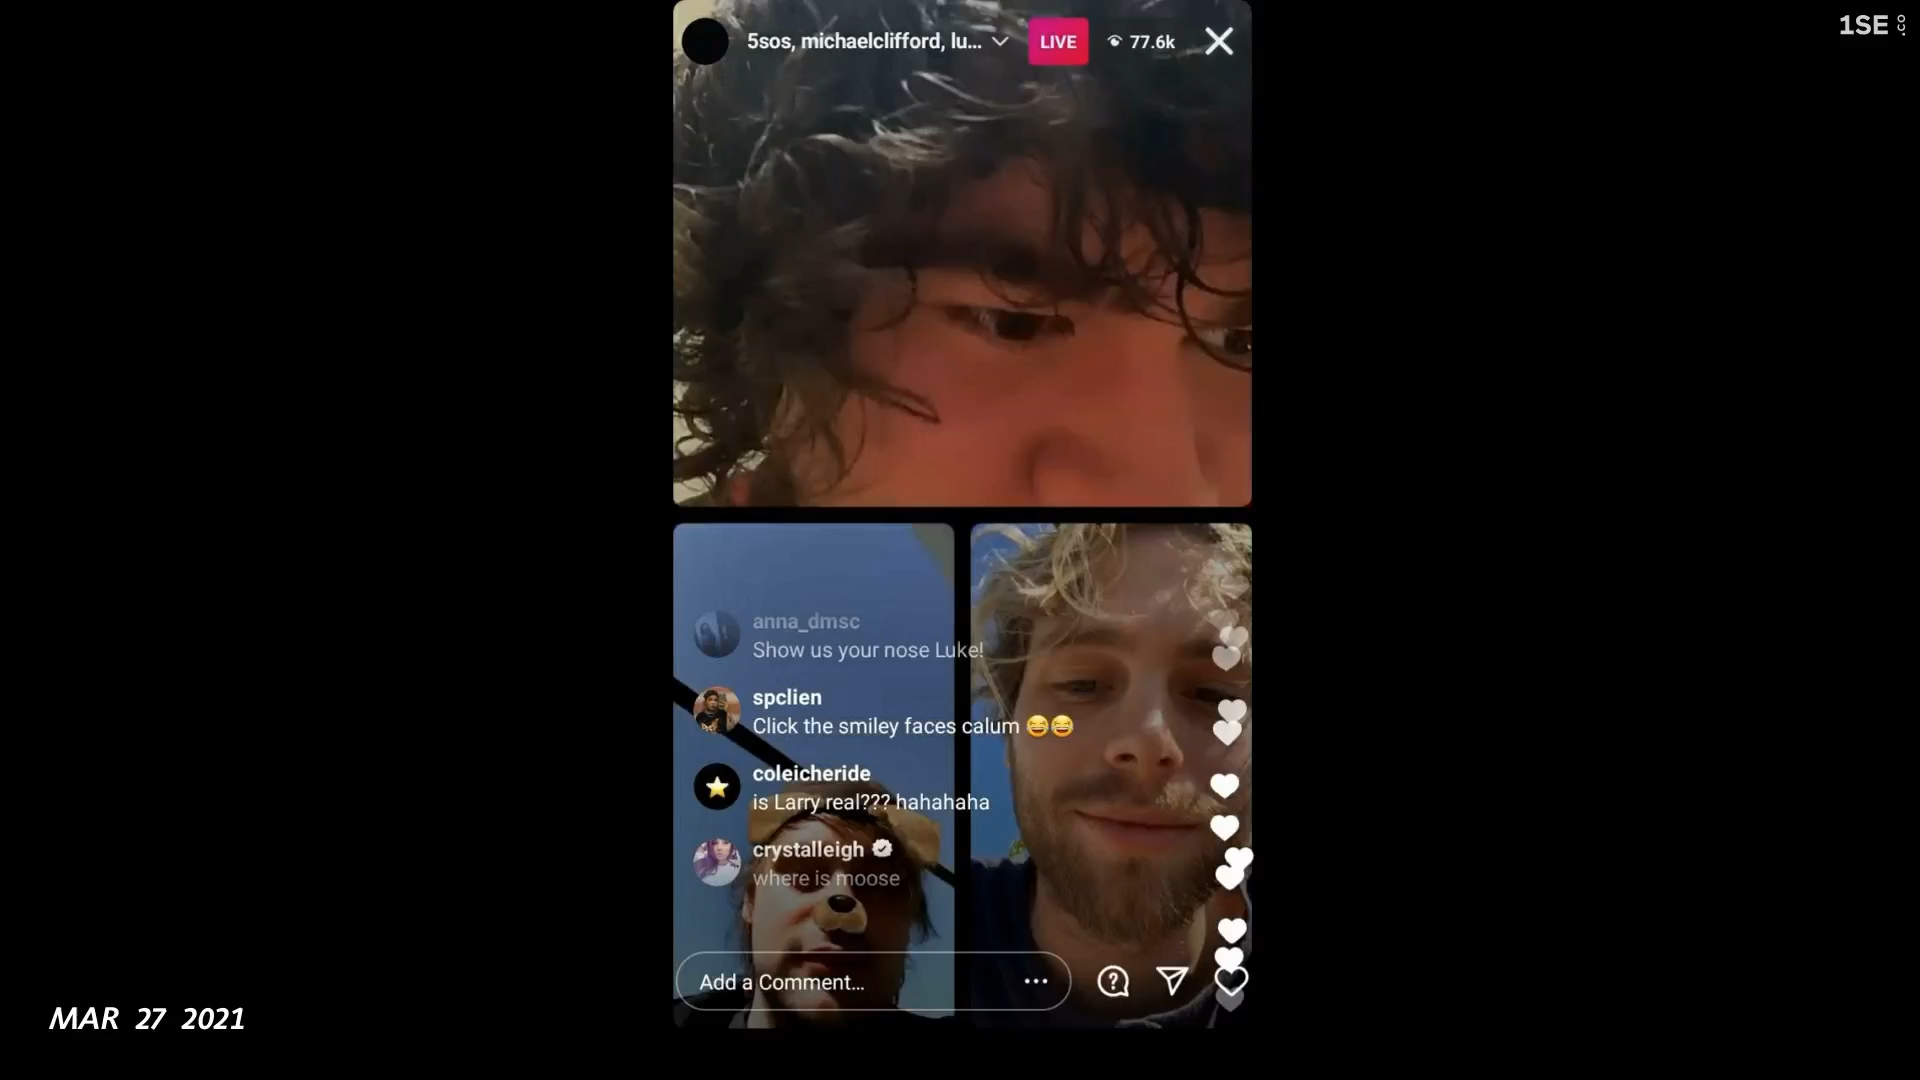 1SE
CO.
5sos, michaelclifford, lu...
LIVE
77.6k
anna_dmsc
Show us your nose Luke!
spclien
Click the smiley faces calum 😆😆
coleicheride
is Larry real??? hahahaha
crystalleigh
where is moose
Add a Comment...
MAR 27 2021